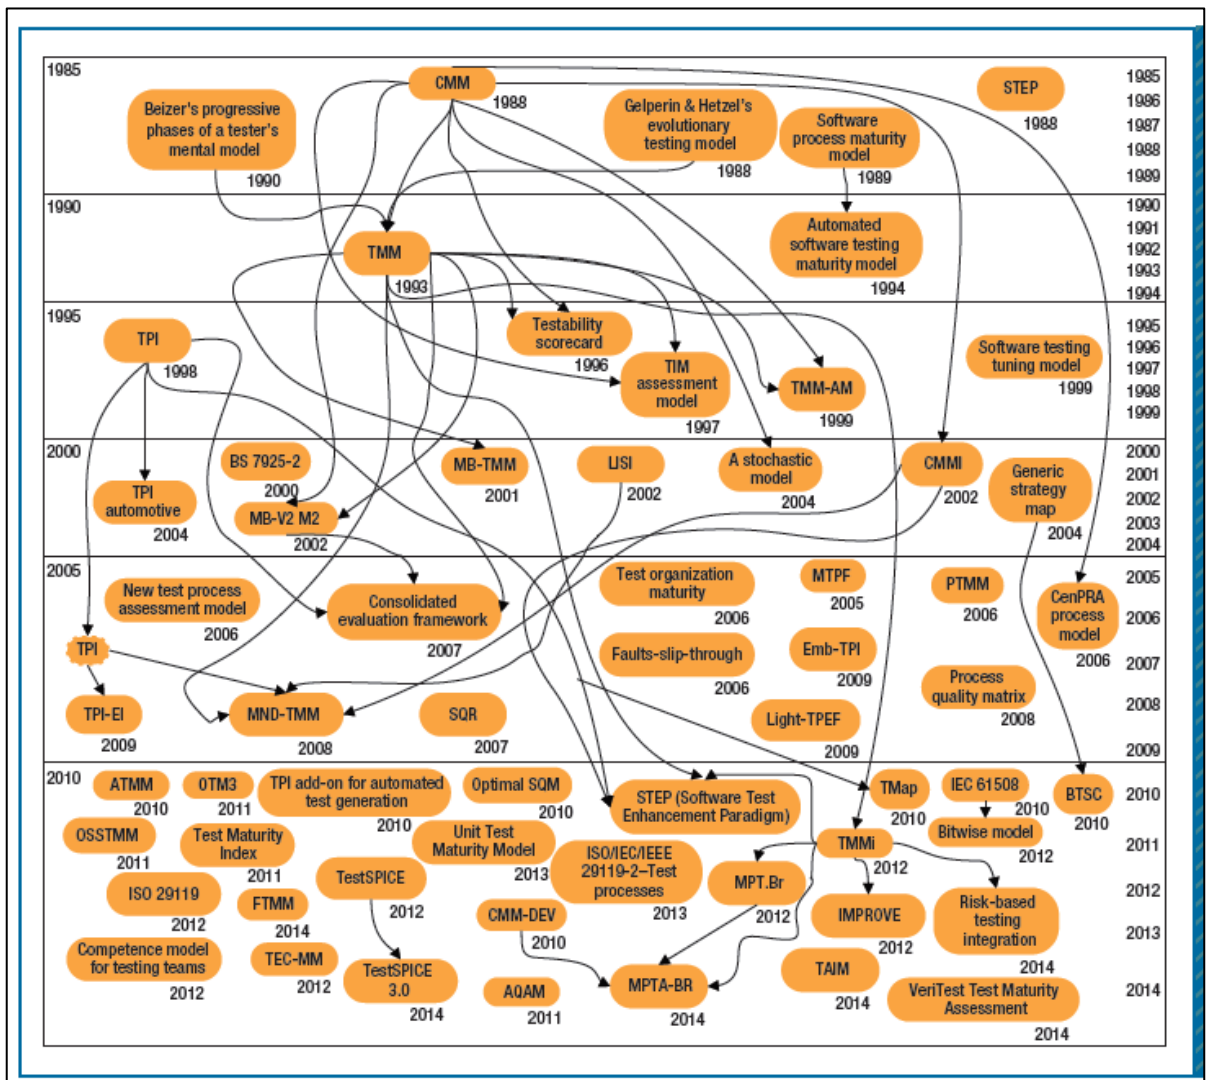 1985
CMM
1988
STEP
1988
1985
1986
1987
1988
1989
Beizer's progressive
phases of a tester's
mental model
1990
Gelperin & Hetzel's
evolutionary
testing model
1988
Software
process maturity
model
1989
1990
TMM
1993
Automated
software testing
maturity model
1994
1990
1991
1992
1993
1994
1995
TPI
1998
Testability
scorecard
1996
TIM
assessment
model
1997
TMM-AM
1999
Software testing
tuning model
1999
1995
1996
1997
1998
1999
2000
BS 7925-2
2000
TPI
automotive
2004
MB-V2 M2
2002
MB-TMM
2001
LISI
2002
A stochastic
model
2004
CMMI
2002
Generic
strategy
map
2004
2000
2001
2002
2003
2004
2005
New test process
assessment model
2006
Consolidated
evaluation framework
2007
Test organization
maturity
2006
MTPF
2005
PTMM
2006
CenPRA
process
model
2006
TPI
Faults-slip-through
2006
Emb-TPI
2009
Process
quality matrix
2008
TPI-EI
2009
MND-TMM
2008
SQR
2007
Light-TPEF
2009
2005
2006
2007
2008
2009
2010
ATMM
2010
OTM3
2011
TPI add-on for automated
test generation
2010
Optimal SQM
2010
STEP (Software Test
Enhancement Paradigm)
TMap
2010
IEC 61508
2010
BTSC
2010
OSSTMM
2011
Test Maturity
Index
2011
Unit Test
Maturity Model
2013
TMMi
2012
Bitwise model
2012
ISO 29119
2012
FTMM
2014
TestSPICE
2012
ISO/IEC/IEEE
29119-2–Test
processes
2013
MPT.Br
2012
IMPROVE
2012
Risk-based
testing
integration
2014
CMM-DEV
2010
Competence model
for testing teams
2012
TEC-MM
2012
TestSPICE
3.0
2014
AQAM
2011
MPTA-BR
2014
TAIM
2014
VeriTest Test Maturity
Assessment
2014
2010
2011
2012
2013
2014